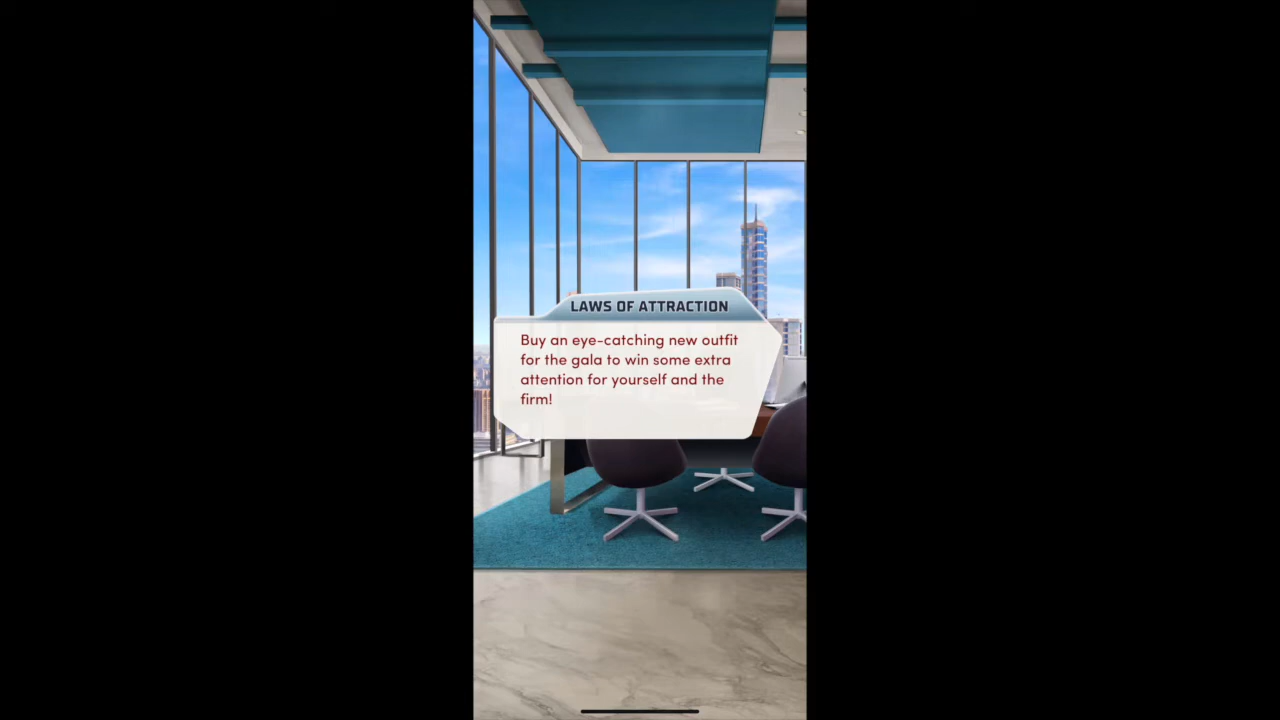 LAWS OF ATTRACTION
Buy an eye-catching new outfit
for the gala to win some extra
attention for yourself and the
firm!